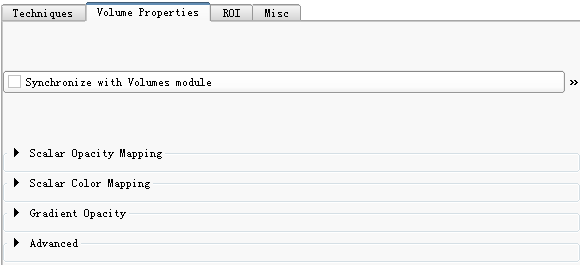 Techniques Volume Properties ROI Misc
Synchronize with Volumes module »
Scalar Opacity Mapping
Scalar Color Mapping
Gradient Opacity
Advanced